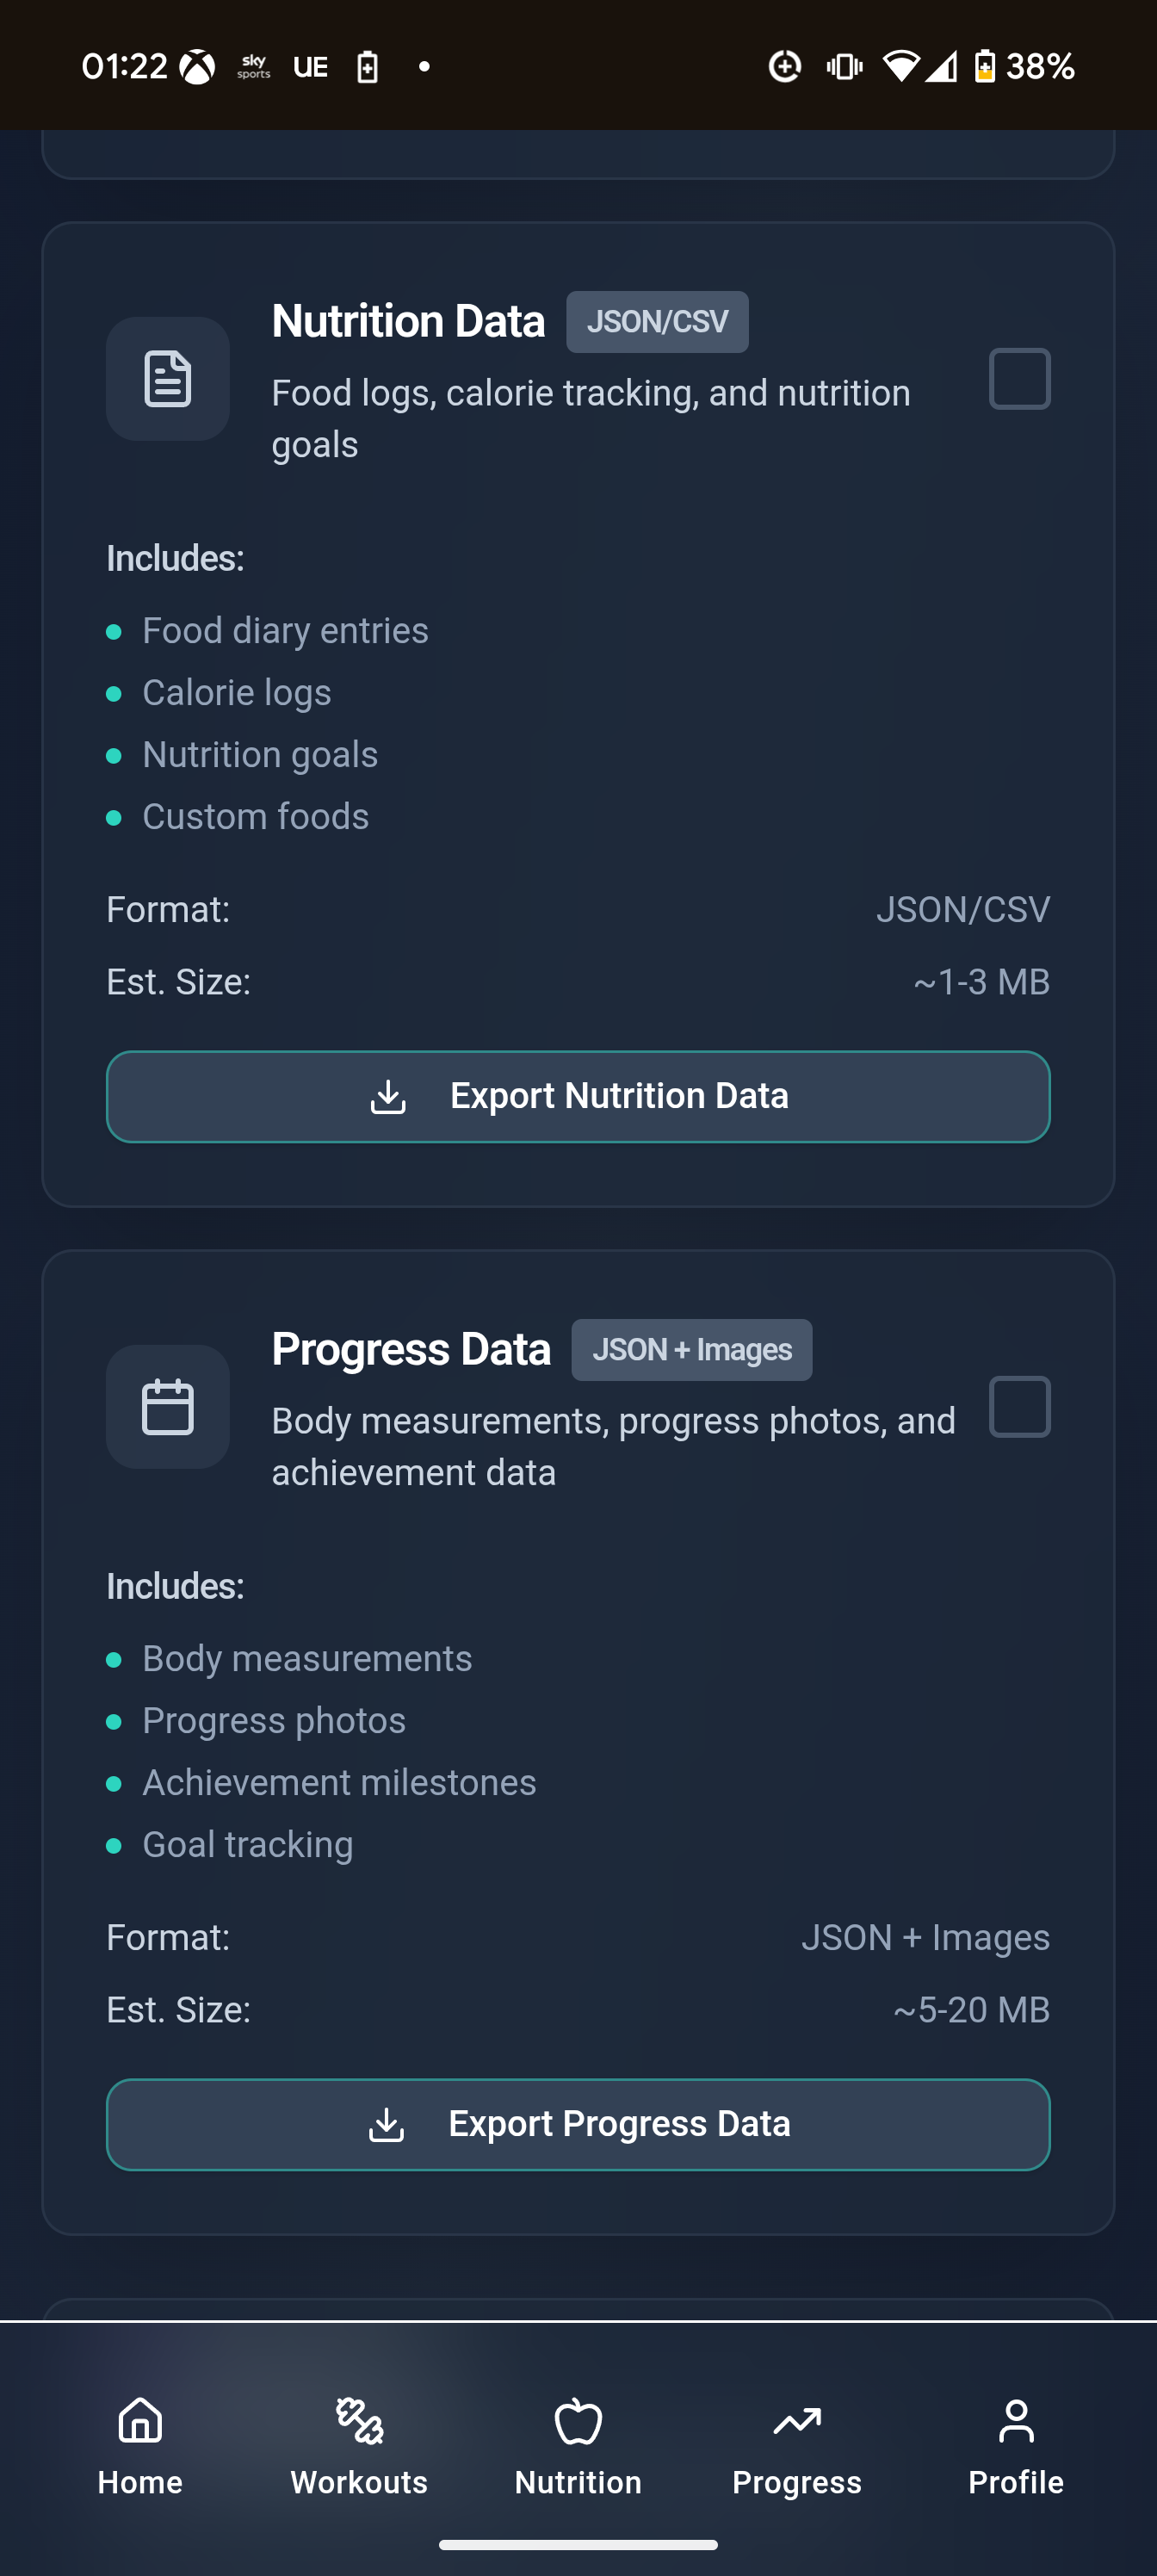 01:22 sky sports UE 38%
Nutrition Data JSON/CSV
Food logs, calorie tracking, and nutrition
goals
Includes:
Food diary entries
Calorie logs
Nutrition goals
Custom foods
Format: JSON/CSV
Est. Size: ~1-3 MB
Export Nutrition Data
Progress Data JSON + Images
Body measurements, progress photos, and
achievement data
Includes:
Body measurements
Progress photos
Achievement milestones
Goal tracking
Format: JSON + Images
Est. Size: ~5-20 MB
Export Progress Data
Home Workouts Nutrition Progress Profile